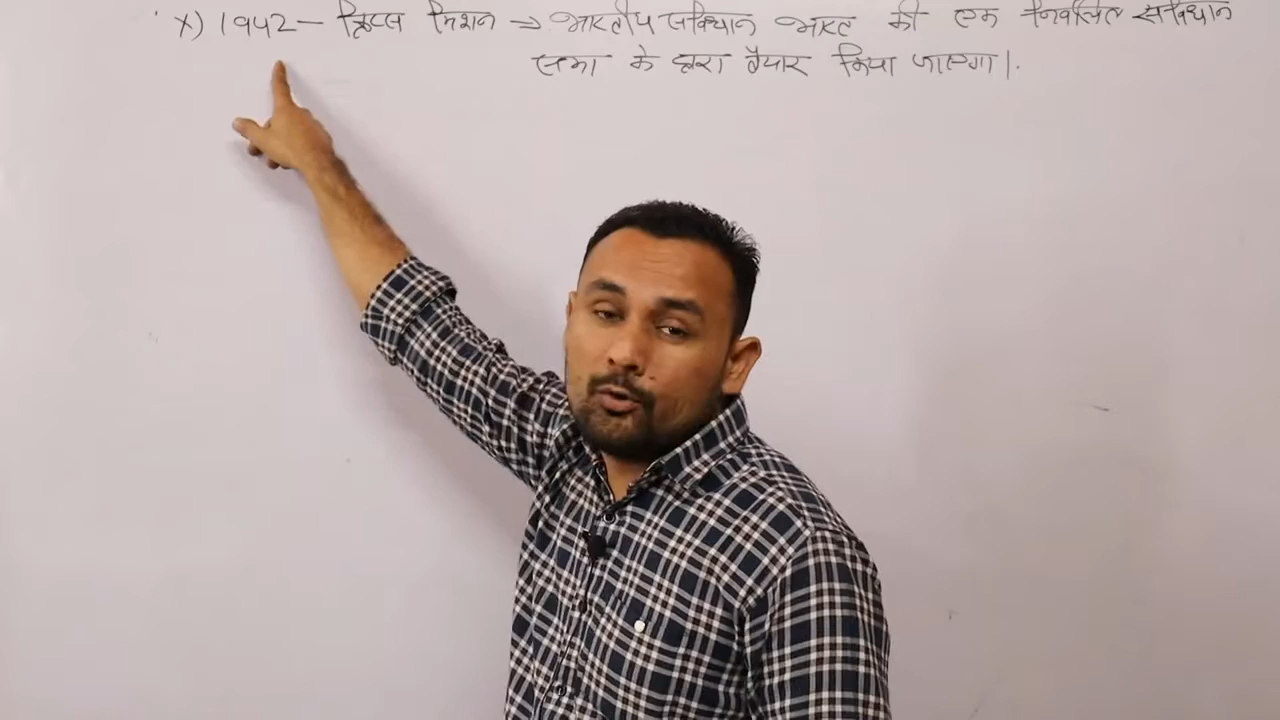 x) 1942 – क्रिप्स मिशन → भारतीय संविधान भारत की एक निर्वाचित संविधान
सभा के द्वारा तैयार किया जाएगा।